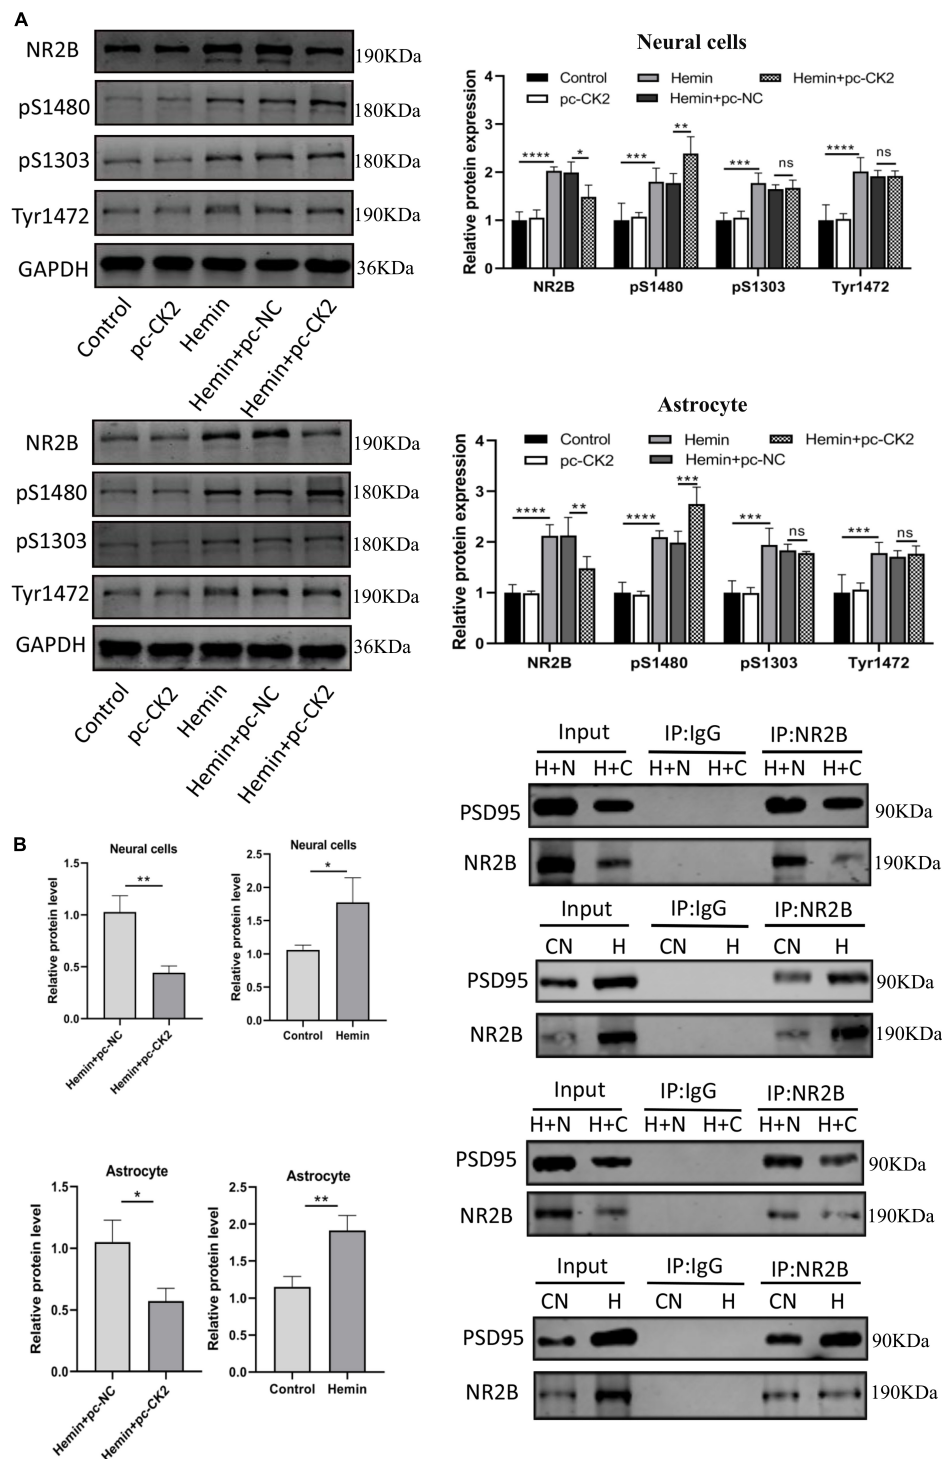 A
NR2B
190KDa
pS1480
180KDa
pS1303
180KDa
Tyr1472
190KDa
GAPDH
36KDa
Control
pc-CK2
Hemin
Hemin+pc-NC
Hemin+pc-CK2
Neural cells
Control
Hemin
Hemin+pc-CK2
pc-CK2
Hemin+pc-NC
Relative protein expression
4
3
2
1
0
**** *
*** **
*** ns
**** ns
NR2B pS1480 pS1303 Tyr1472
NR2B
190KDa
pS1480
180KDa
pS1303
180KDa
Tyr1472
190KDa
GAPDH
36KDa
Control
pc-CK2
Hemin
Hemin+pc-NC
Hemin+pc-CK2
Astrocyte
Control
Hemin
Hemin+pc-CK2
pc-CK2
Hemin+pc-NC
Relative protein expression
4
3
2
1
0
**** **
**** ***
*** ns
*** ns
NR2B pS1480 pS1303 Tyr1472
B
Neural cells
Relative protein level
1.5
1.0
0.5
0.0
**
Hemin+pc-NC
Hemin+pc-CK2
Neural cells
Relative protein level
2.5
2.0
1.5
1.0
0.5
0.0
*
Control Hemin
Astrocyte
Relative protein level
1.5
1.0
0.5
0.0
*
Hemin+pc-NC
Hemin+pc-CK2
Astrocyte
Relative protein level
2.5
2.0
1.5
1.0
0.5
0.0
**
Control Hemin
Input IP:IgG IP:NR2B
H+N H+C H+N H+C H+N H+C
PSD95 90KDa
NR2B 190KDa
Input IP:IgG IP:NR2B
CN H CN H CN H
PSD95 90KDa
NR2B 190KDa
Input IP:IgG IP:NR2B
H+N H+C H+N H+C H+N H+C
PSD95 90KDa
NR2B 190KDa
Input IP:IgG IP:NR2B
CN H CN H CN H
PSD95 90KDa
NR2B 190KDa